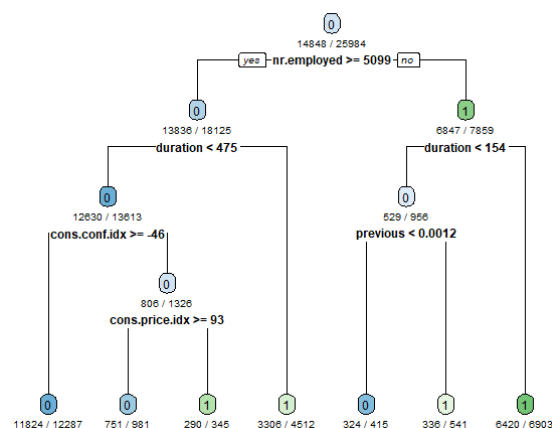 0
14848 / 25984
yes nr.employed >= 5099 no
0 1
13836 / 18125 6847 / 7859
duration < 475 duration < 154
0 0
12630 / 13613 529 / 956
cons.conf.idx >= -46 previous < 0.0012
0
806 / 1326
cons.price.idx >= 93
0 0 1 1 0 1 1
11824 / 12287 751 / 981 290 / 345 3306 / 4512 324 / 415 336 / 541 6420 / 6903